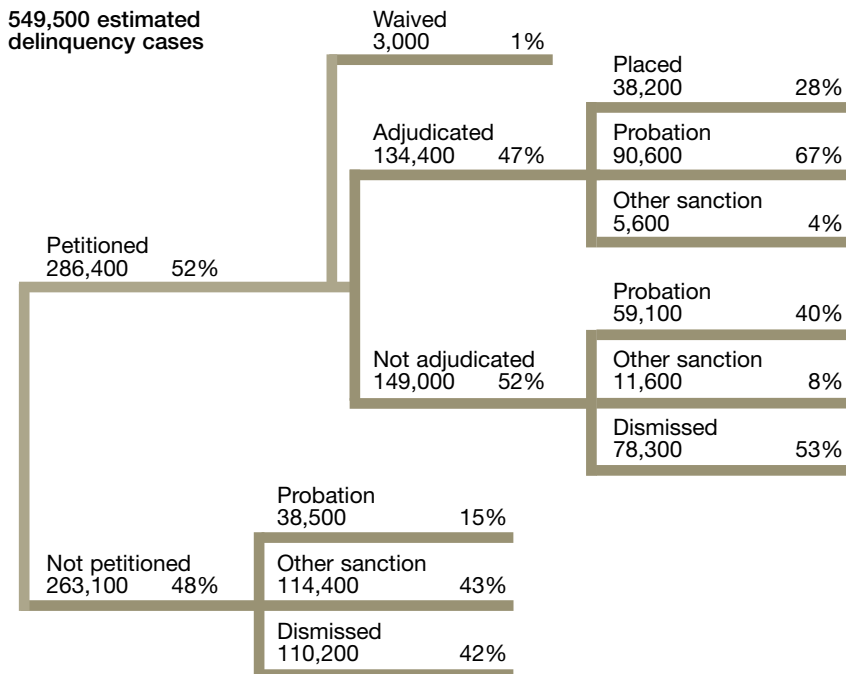 549,500 estimated
delinquency cases
Waived
3,000 1%
Placed
38,200 28%
Adjudicated
134,400 47%
Probation
90,600 67%
Other sanction
5,600 4%
Petitioned
286,400 52%
Probation
59,100 40%
Not adjudicated
149,000 52%
Other sanction
11,600 8%
Dismissed
78,300 53%
Probation
38,500 15%
Not petitioned
263,100 48%
Other sanction
114,400 43%
Dismissed
110,200 42%